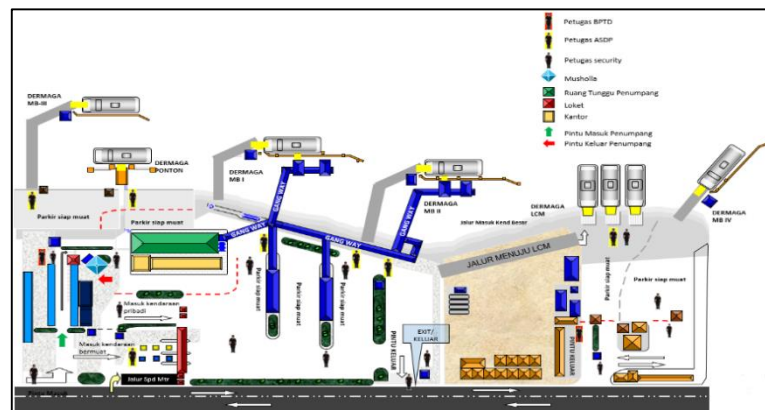 Petugas BPTD
Petugas ASDP
Petugas security
Musholla
Ruang Tunggu Penumpang
Loket
Kantor
Pintu Masuk Penumpang
Pintu Keluar Penumpang
DERMAGA
MB-III
DERMAGA
PONTON
DERMAGA
MB I
DERMAGA
MB II
DERMAGA
LCM
DERMAGA
MB IV
GANG WAY
GANG WAY
GANG WAY
GANG WAY
Parkir siap muat
Parkir siap muat
Jalur Masuk Kend Besar
JALUR MENUJU LCM
Parkir siap muat
Parkir siap muat
Parkir siap muat
Parkir siap muat
Parkir siap muat
Masuk kendaraan
pribadi
Masuk kendaraan
bermuat
PINTU KELUAR
EXIT/
KELUAR
PINTU KELUAR
Jalur Spd Mtr
Pintu Masuk